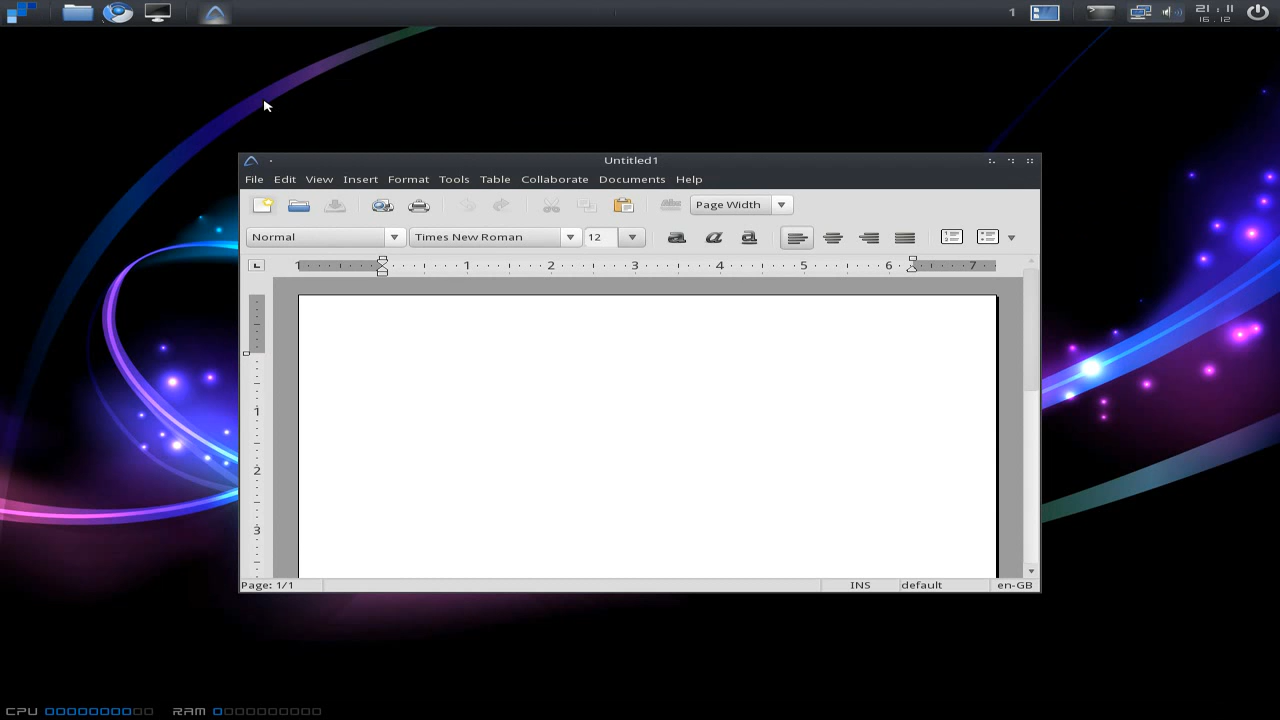 1
21 : 11
16 . 12
Untitled1
File Edit View Insert Format Tools Table Collaborate Documents Help
Page Width
Normal Times New Roman 12
1 1 2 3 4 5 6 7
1
2
3
Page: 1/1 INS default en-GB
CPU RAM